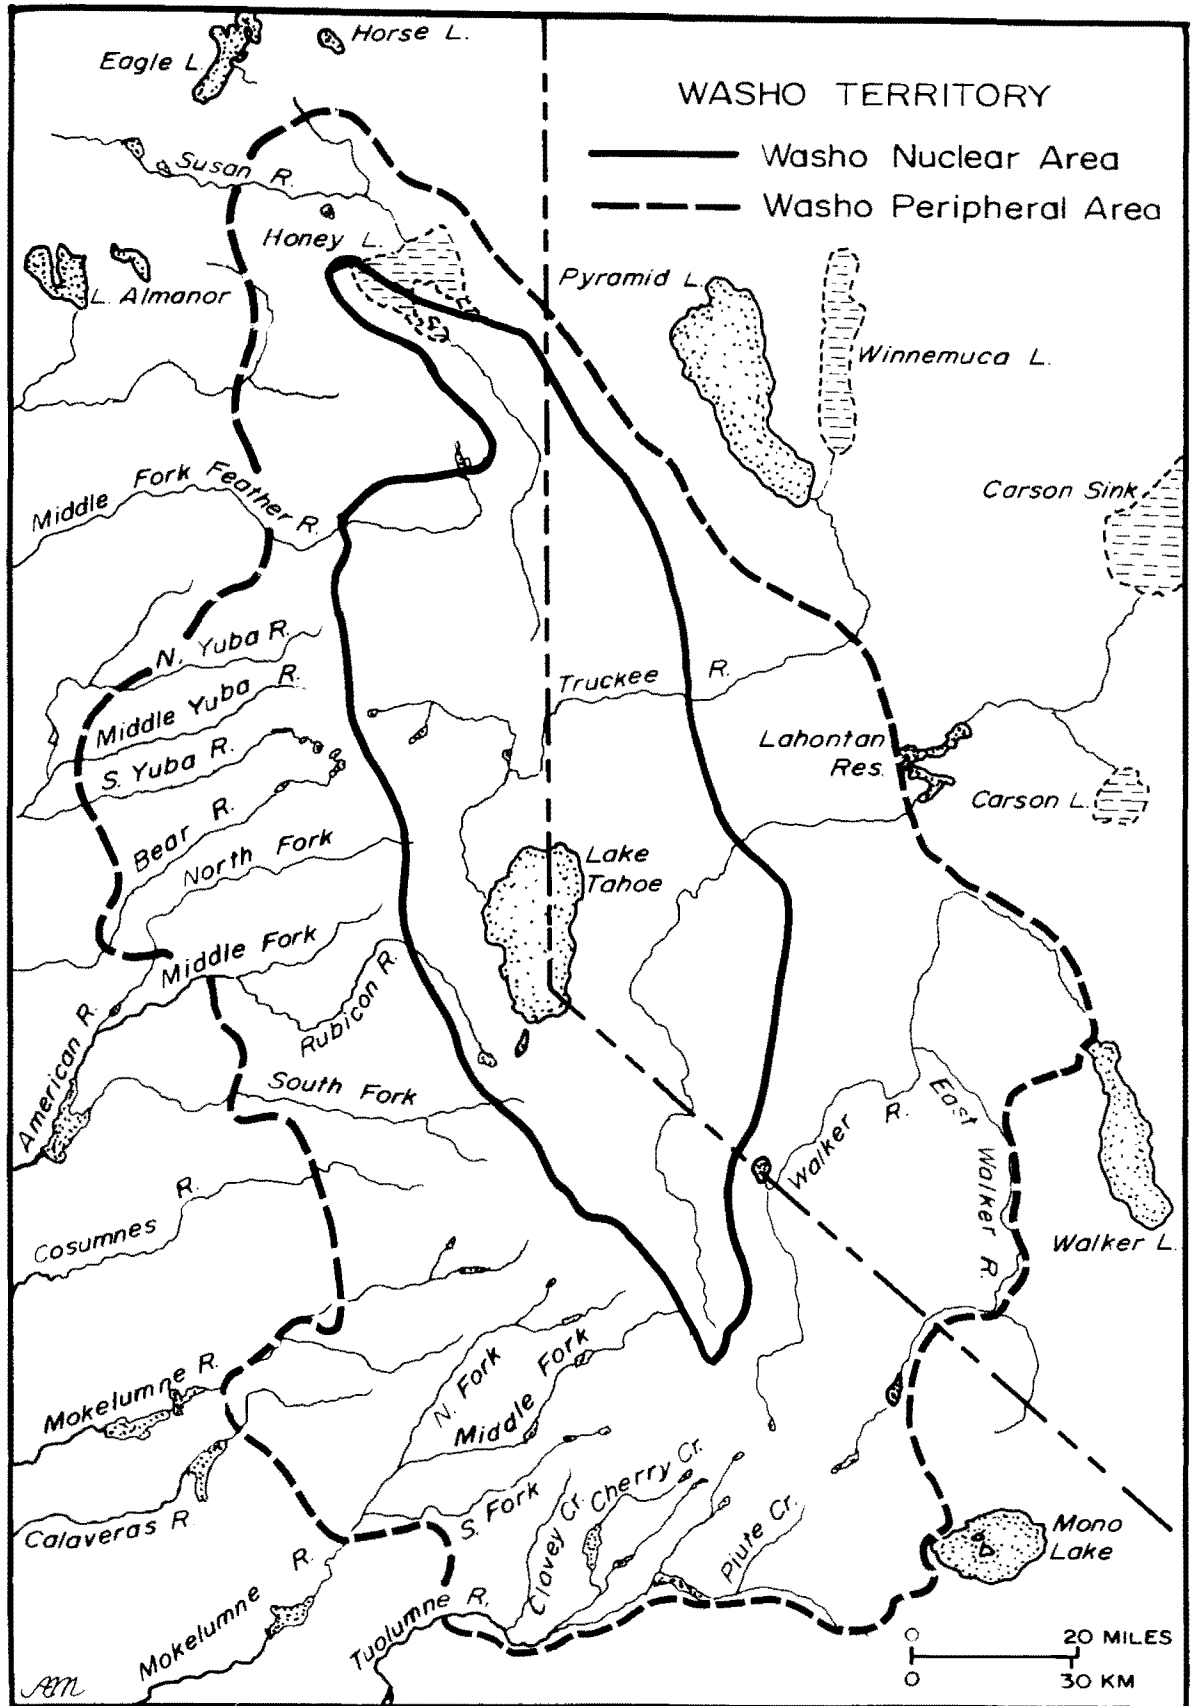 Horse L.
Eagle L.
WASHO TERRITORY
Washo Nuclear Area
Washo Peripheral Area
Susan R.
Honey L.
L. Almanor
Pyramid L.
Winnemuca L.
Carson Sink
Middle Fork Feather R.
N. Yuba R.
Middle Yuba R.
S. Yuba R.
Truckee R.
Lahontan
Res.
Carson L.
Bear R.
North Fork
Lake
Tahoe
Middle Fork
Rubicon R.
American R.
South Fork
Walker R.
East Walker R.
Walker L.
Cosumnes R.
Mokelumne R.
N. Fork
Middle Fork
Calaveras R.
S. Fork
Clavey Cr.
Cherry Cr.
Piute Cr.
Mono
Lake
Mokelumne R.
Tuolumne R.
0 20 MILES
0 30 KM